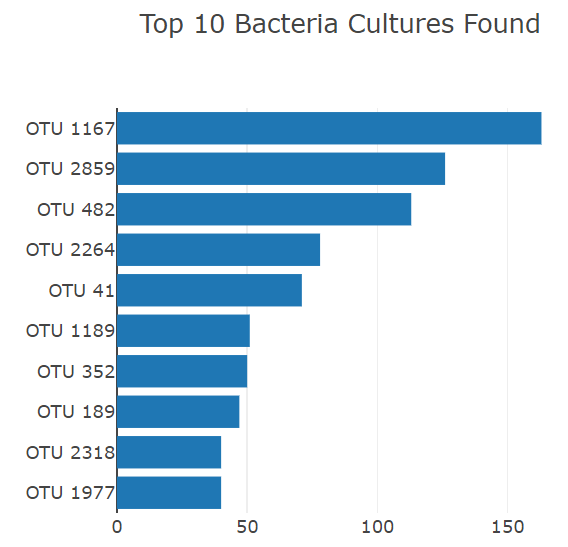 Top 10 Bacteria Cultures Found
OTU 1167
OTU 2859
OTU 482
OTU 2264
OTU 41
OTU 1189
OTU 352
OTU 189
OTU 2318
OTU 1977
0 50 100 150